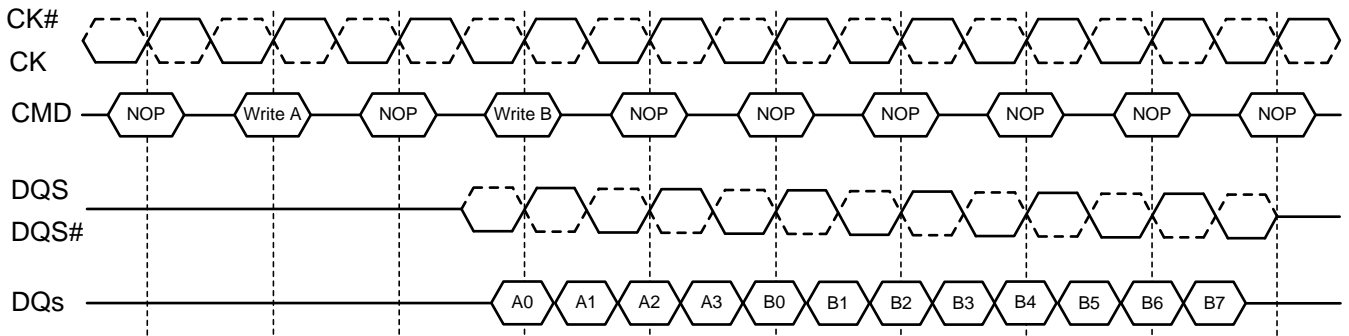 CK#
CK
CMD NOP Write A NOP Write B NOP NOP NOP NOP NOP NOP
DQS
DQS#
DQs A0 A1 A2 A3 B0 B1 B2 B3 B4 B5 B6 B7